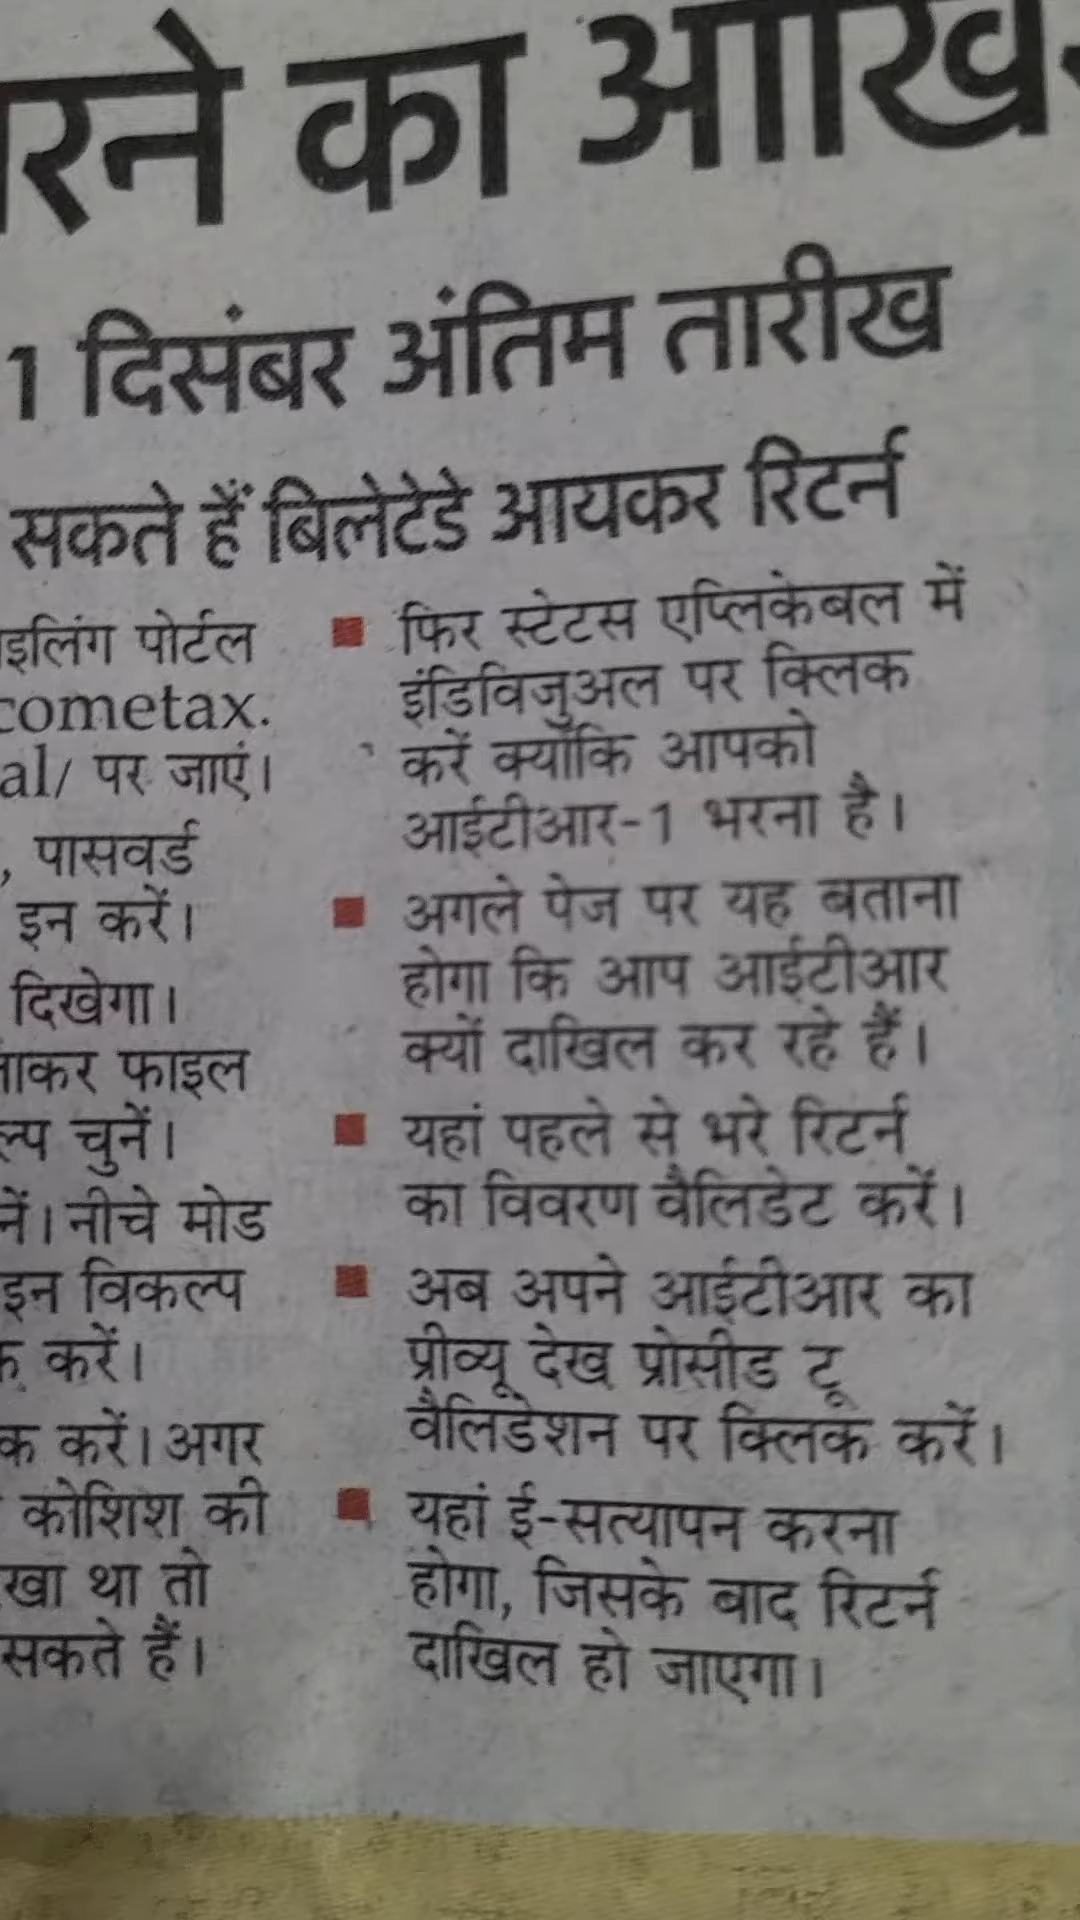 रने का आखि
1 दिसंबर अंतिम तारीख
सकते हैं बिलेटेडे आयकर रिटर्न
इलिंग पोर्टल
cometax.
al/ पर जाएं।
, पासवर्ड
इन करें।
दिखेगा।
ाकर फाइल
ल्प चुनें।
नें। नीचे मोड
इन विकल्प
क करें।
क करें। अगर
कोशिश की
खा था तो
सकते हैं।
■ फिर स्टेटस एप्लिकेबल में
इंडिविजुअल पर क्लिक
करें क्योंकि आपको
आईटीआर-1 भरना है।
■ अगले पेज पर यह बताना
होगा कि आप आईटीआर
क्यों दाखिल कर रहे हैं।
■ यहां पहले से भरे रिटर्न
का विवरण वैलिडेट करें।
■ अब अपने आईटीआर का
प्रीव्यू देख प्रोसीड टू
वैलिडेशन पर क्लिक करें।
■ यहां ई-सत्यापन करना
होगा, जिसके बाद रिटर्न
दाखिल हो जाएगा।